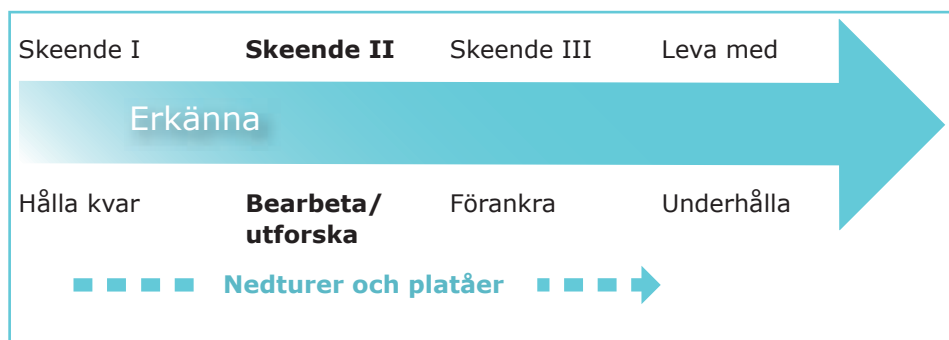 Skeende I Skeende II Skeende III Leva med
Erkänna
Hålla kvar Bearbeta/ Förankra Underhålla
utforska
Nedturer och platåer